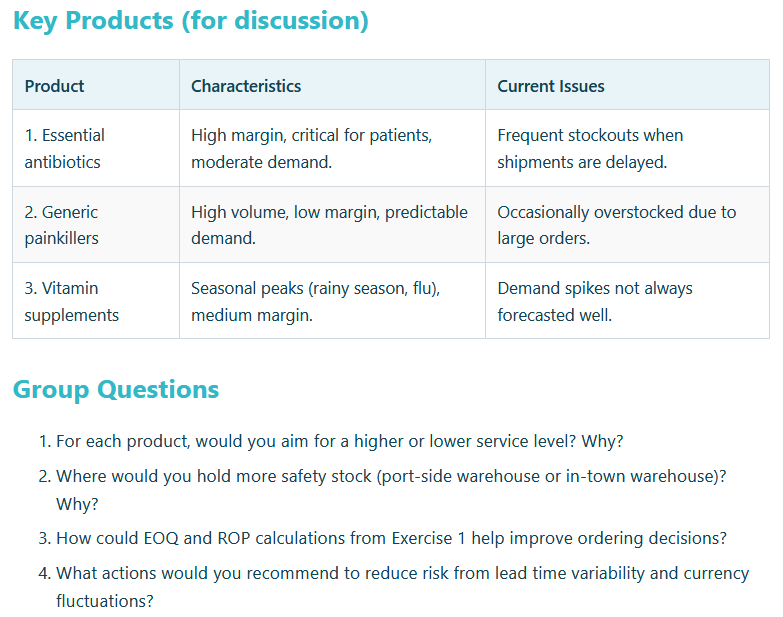 Key Products (for discussion)
Product Characteristics Current Issues
1. Essential antibiotics High margin, critical for patients, moderate demand. Frequent stockouts when shipments are delayed.
2. Generic painkillers High volume, low margin, predictable demand. Occasionally overstocked due to large orders.
3. Vitamin supplements Seasonal peaks (rainy season, flu), medium margin. Demand spikes not always forecasted well.
Group Questions
1. For each product, would you aim for a higher or lower service level? Why?
2. Where would you hold more safety stock (port-side warehouse or in-town warehouse)?
Why?
3. How could EOQ and ROP calculations from Exercise 1 help improve ordering decisions?
4. What actions would you recommend to reduce risk from lead time variability and currency
fluctuations?